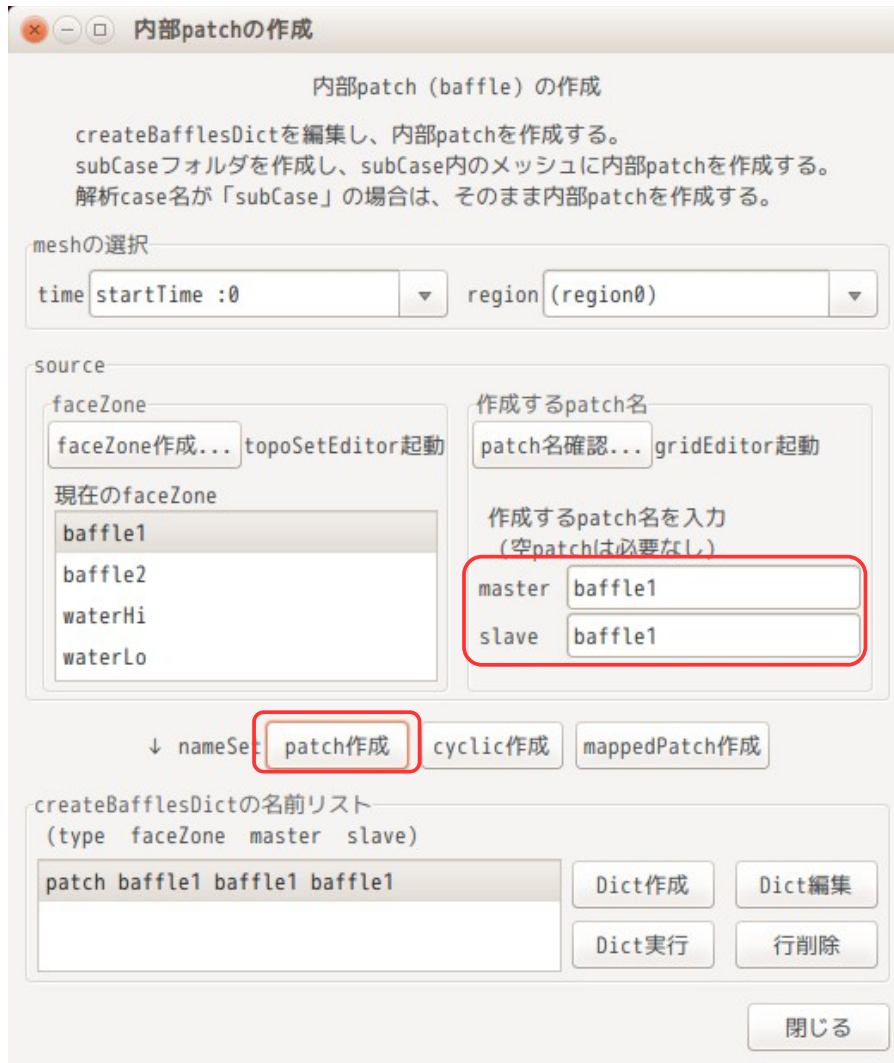 内部patchの作成
内部patch (baffle) の作成
createBafflesDictを編集し、内部patchを作成する。
subCaseフォルダを作成し、subCase内のメッシュに内部patchを作成する。
解析case名が「subCase」の場合は、そのまま内部patchを作成する。
meshの選択
time startTime :0 region (region0)
source
faceZone
faceZone作成... topoSetEditor起動
現在のfaceZone
baffle1
baffle2
waterHi
waterLo
作成するpatch名
patch名確認... gridEditor起動
作成するpatch名を入力
(空patchは必要なし)
master baffle1
slave baffle1
↓ nameSet patch作成 cyclic作成 mappedPatch作成
createBafflesDictの名前リスト
(type faceZone master slave)
patch baffle1 baffle1 baffle1
Dict作成 Dict編集
Dict実行 行削除
閉じる